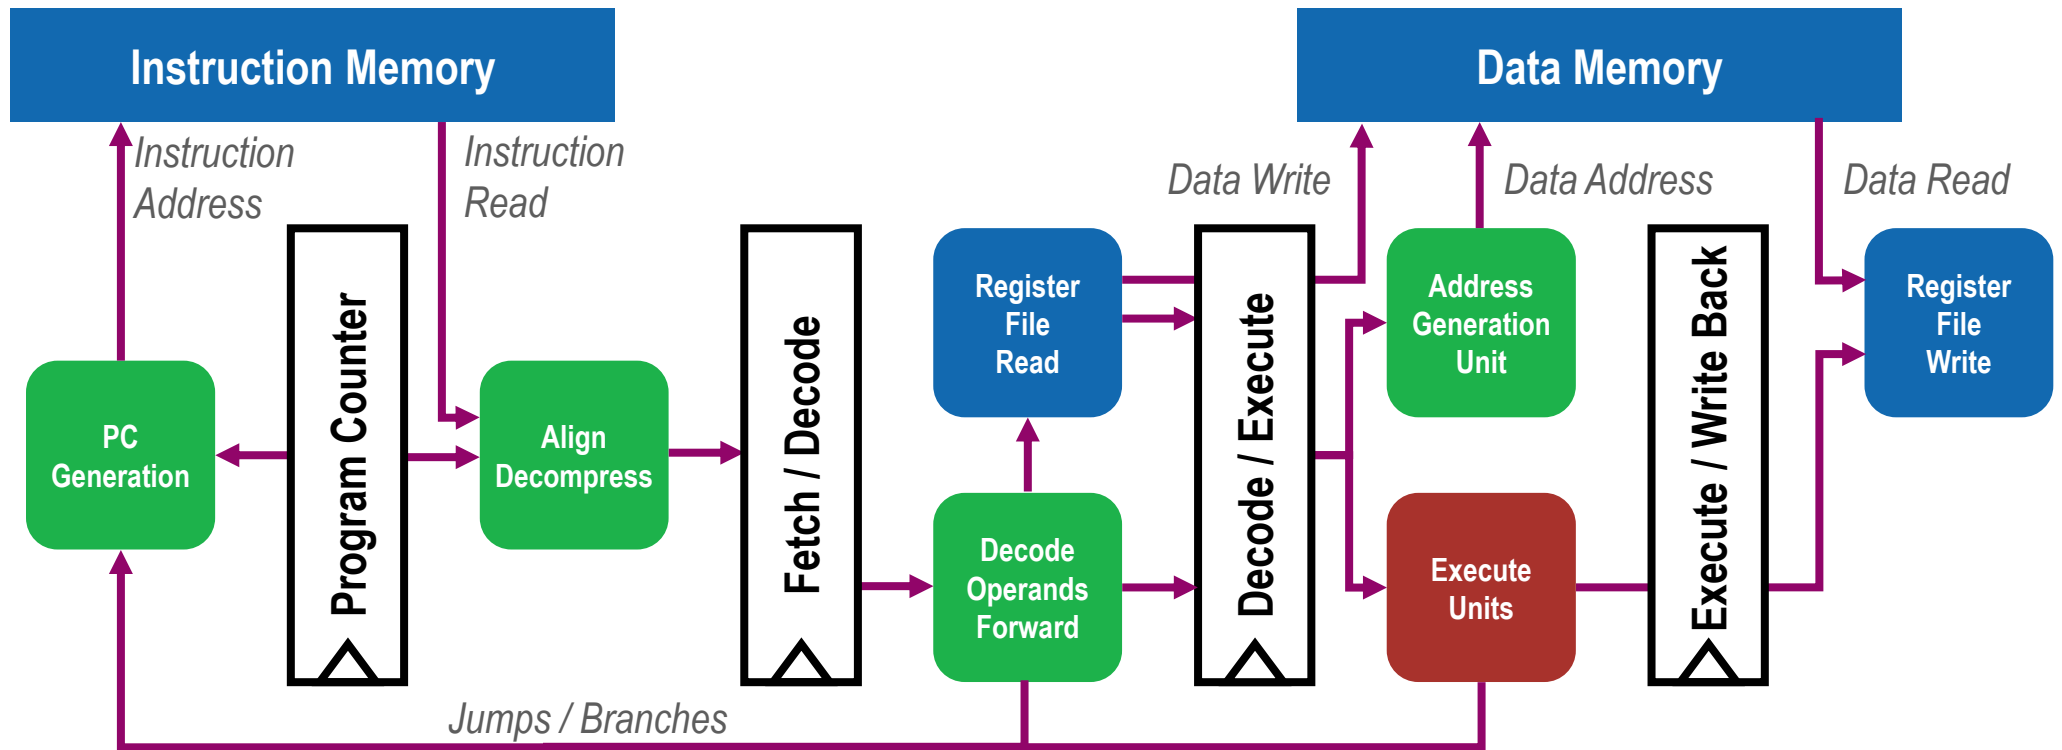 Instruction Memory
Data Memory
Instruction
Address
Instruction
Read
Data Write
Data Address
Data Read
PC
Generation
Program Counter
Align
Decompress
Fetch / Decode
Register
File
Read
Decode
Operands
Forward
Decode / Execute
Address
Generation
Unit
Execute
Units
Execute / Write Back
Register
File
Write
Jumps / Branches